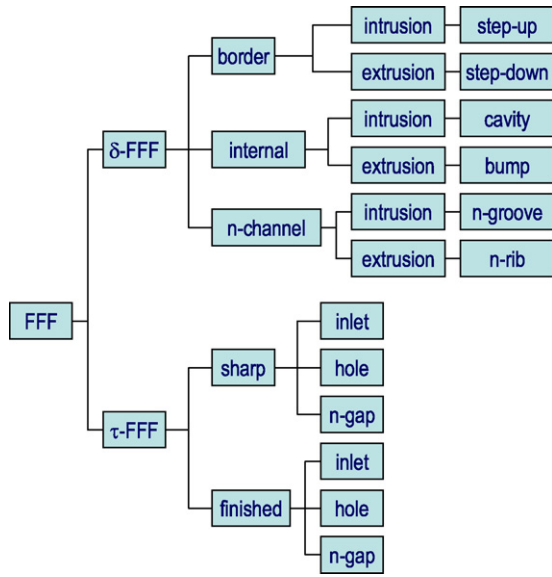 intrusion step-up
border
extrusion step-down
intrusion cavity
δ-FFF internal
extrusion bump
intrusion n-groove
n-channel
extrusion n-rib
FFF
inlet
sharp hole
n-gap
τ-FFF
inlet
finished hole
n-gap